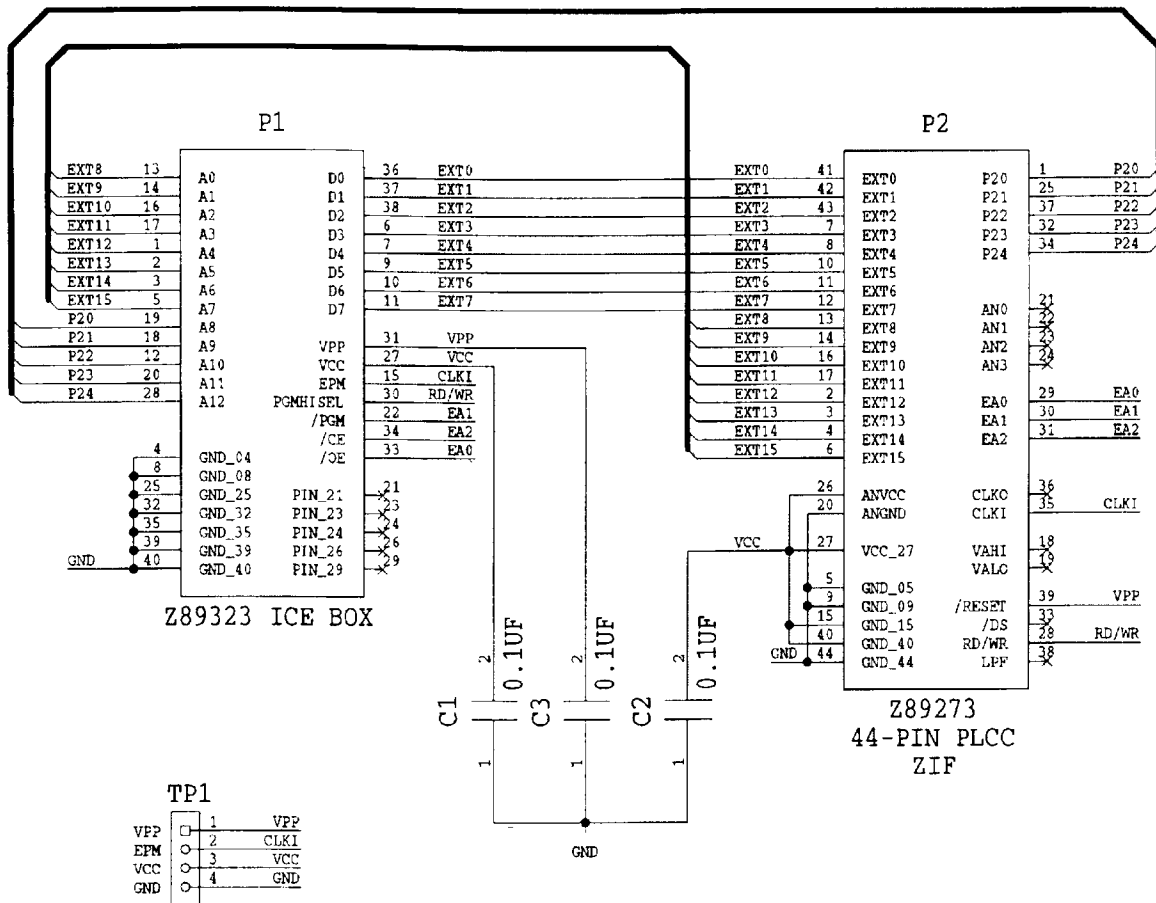 P1
EXT8 13 A0 D0 36 EXT0
EXT9 14 A1 D1 37 EXT1
EXT10 16 A2 D2 38 EXT2
EXT11 17 A3 D3 6 EXT3
EXT12 1 A4 D4 7 EXT4
EXT13 2 A5 D5 9 EXT5
EXT14 3 A6 D6 10 EXT6
EXT15 5 A7 D7 11 EXT7
P20 19 A8
P21 18 A9 VPP 31 VPP
P22 12 A10 VCC 27 VCC
P23 20 A11 EPM 15 CLKI
P24 28 A12 PGMHISEL 30 RD/WR
/PGM 22 EA1
/CE 34 EA2
/OE 33 EA0
4 GND_04
8 GND_08
25 GND_25 PIN_21 21
32 GND_32 PIN_23 23
35 GND_35 PIN_24 24
39 GND_39 PIN_26 26
GND 40 GND_40 PIN_29 29
Z89323 ICE BOX
P2
EXT0 41 EXT0 P20 1 P20
EXT1 42 EXT1 P21 25 P21
EXT2 43 EXT2 P22 37 P22
EXT3 7 EXT3 P23 32 P23
EXT4 8 EXT4 P24 34 P24
EXT5 10 EXT5
EXT6 11 EXT6
EXT7 12 EXT7 AN0 21
EXT8 13 EXT8 AN1 22
EXT9 14 EXT9 AN2 23
EXT10 16 EXT10 AN3 24
EXT11 17 EXT11
EXT12 2 EXT12 EA0 29 EA0
EXT13 3 EXT13 EA1 30 EA1
EXT14 4 EXT14 EA2 31 EA2
EXT15 6 EXT15
26 ANVCC CLKO 36
20 ANGND CLKI 35 CLKI
VCC 27 VCC_27 VAHI 18
VALO 19
5 GND_05
9 GND_09 /RESET 39 VPP
15 GND_15 /DS 33
40 GND_40 RD/WR 28 RD/WR
GND 44 GND_44 LPF 38
Z89273
44-PIN PLCC
ZIF
C1 2 0.1UF 1
C3 2 0.1UF 1
C2 2 0.1UF 1
GND
TP1
VPP 1 VPP
EPM 2 CLKI
VCC 3 VCC
GND 4 GND